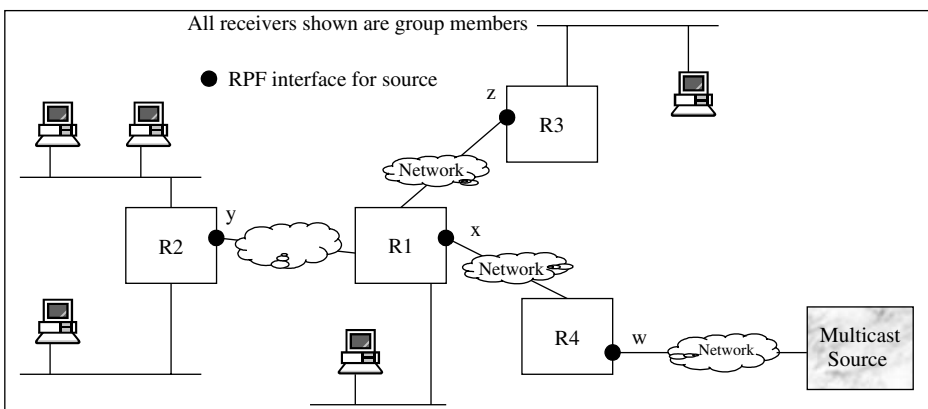 All receivers shown are group members
RPF interface for source
z
R3
Network
y
R2
R1
x
Network
R4
w
Network
Multicast
Source